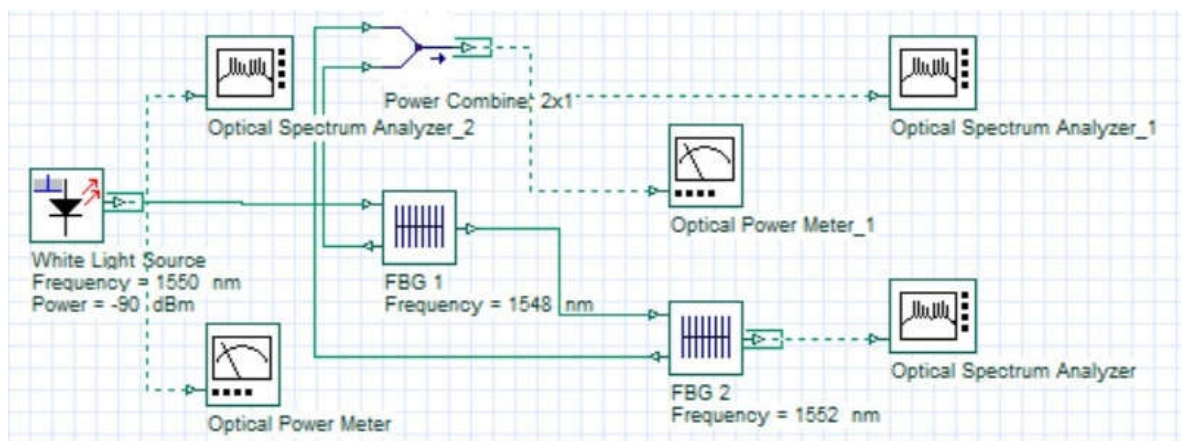 Power Combiner 2x1
Optical Spectrum Analyzer_2
Optical Spectrum Analyzer_1
Optical Power Meter_1
White Light Source
Frequency = 1550 nm
Power = -90 dBm
FBG 1
Frequency = 1548 nm
Optical Spectrum Analyzer
FBG 2
Frequency = 1552 nm
Optical Power Meter